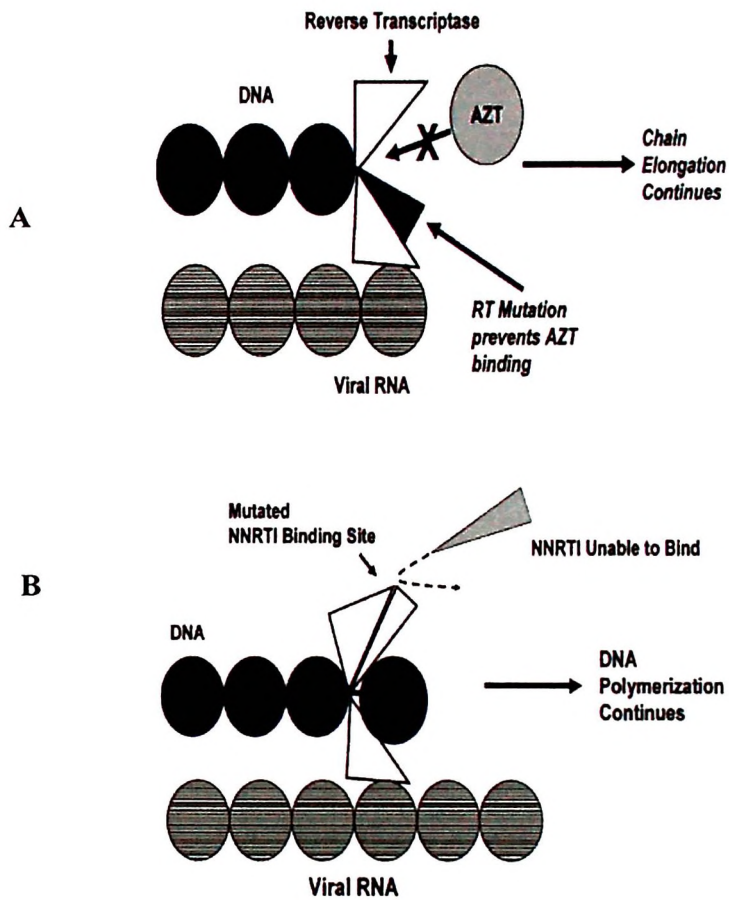 Reverse Transcriptase
DNA
AZT
Chain
Elongation
Continues
A
RT Mutation
prevents AZT
binding
Viral RNA
Mutated
NNRTI Binding Site
NNRTI Unable to Bind
B
DNA
DNA
Polymerization
Continues
Viral RNA